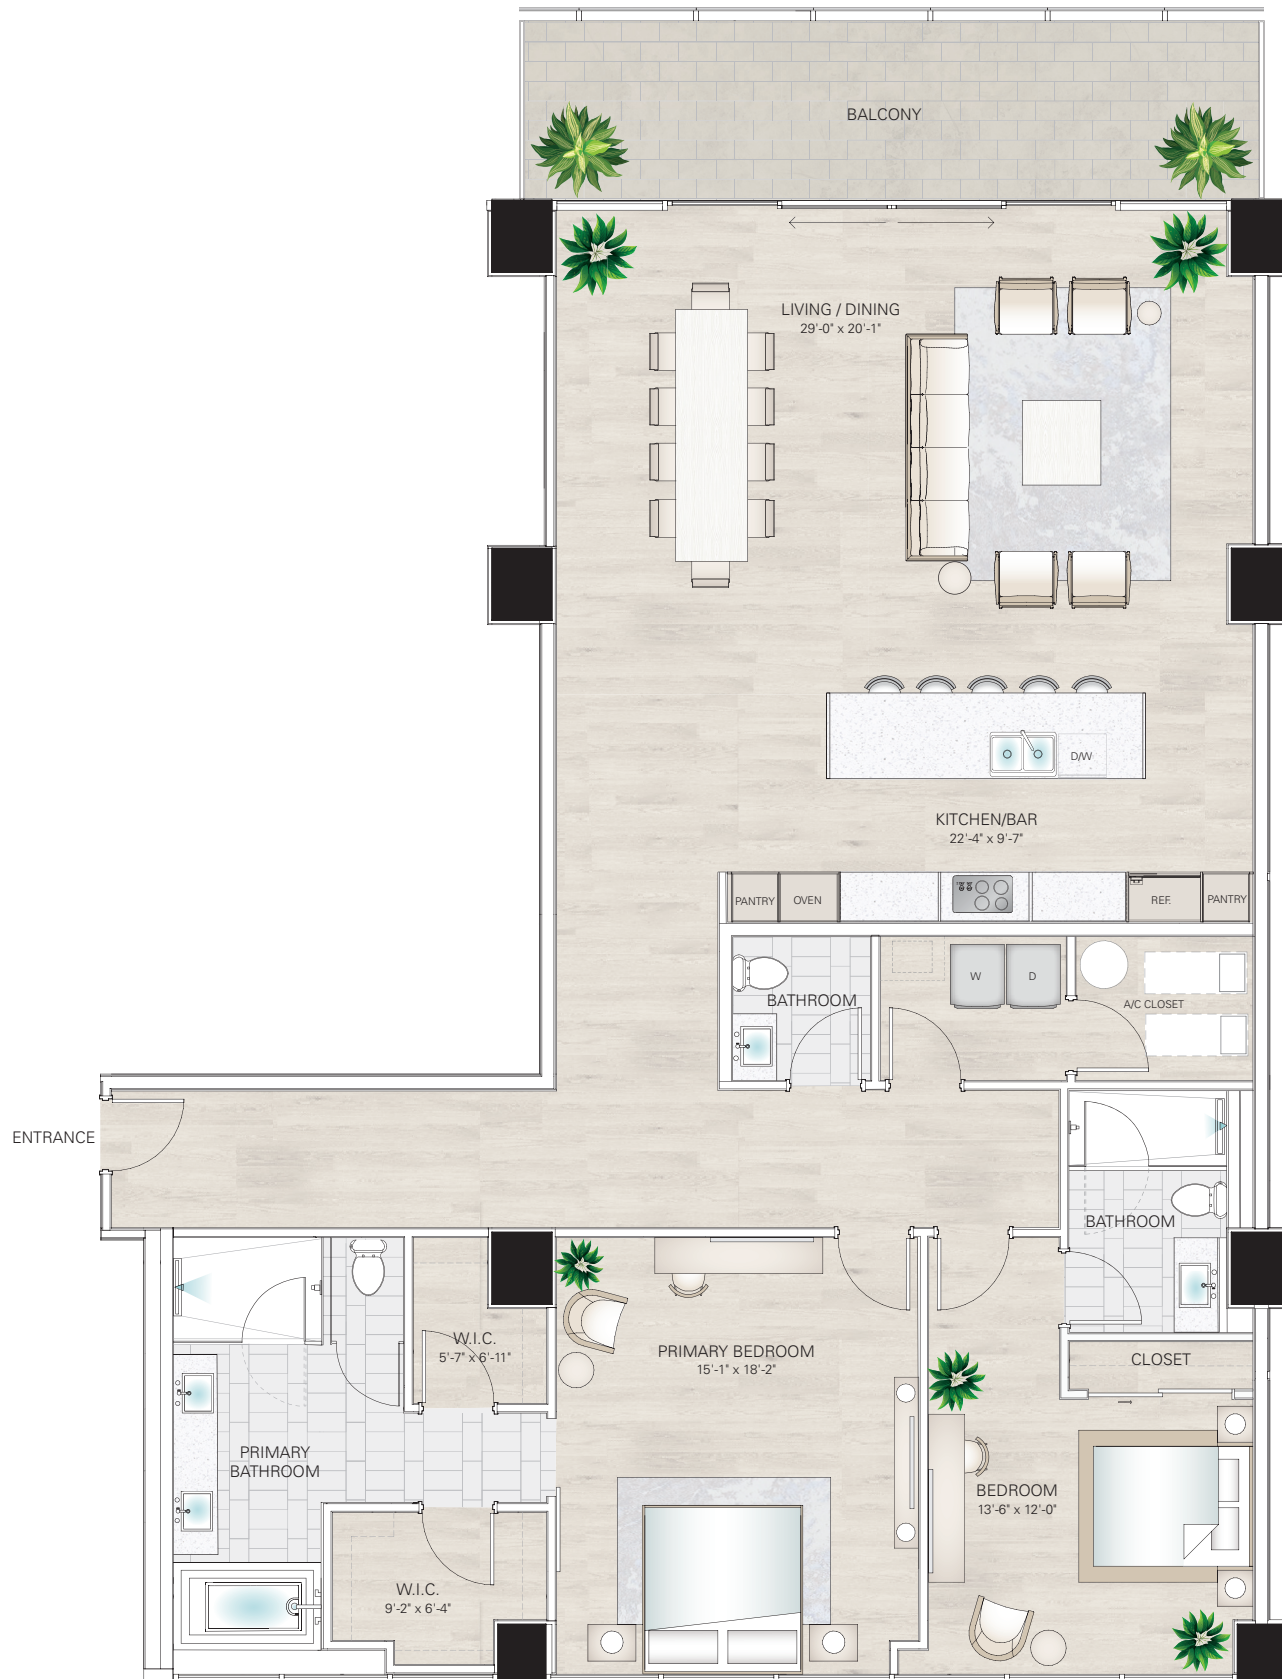 BALCONY
LIVING / DINING
29'-0" x 20'-1"
D/W
KITCHEN/BAR
22'-4" x 9'-7"
PANTRY
OVEN
REF.
PANTRY
BATHROOM
W
D
A/C CLOSET
ENTRANCE
BATHROOM
W.I.C.
5'-7" x 6'-11"
PRIMARY BEDROOM
15'-1" x 18'-2"
CLOSET
PRIMARY
BATHROOM
BEDROOM
13'-6" x 12'-0"
W.I.C.
9'-2" x 6'-4"